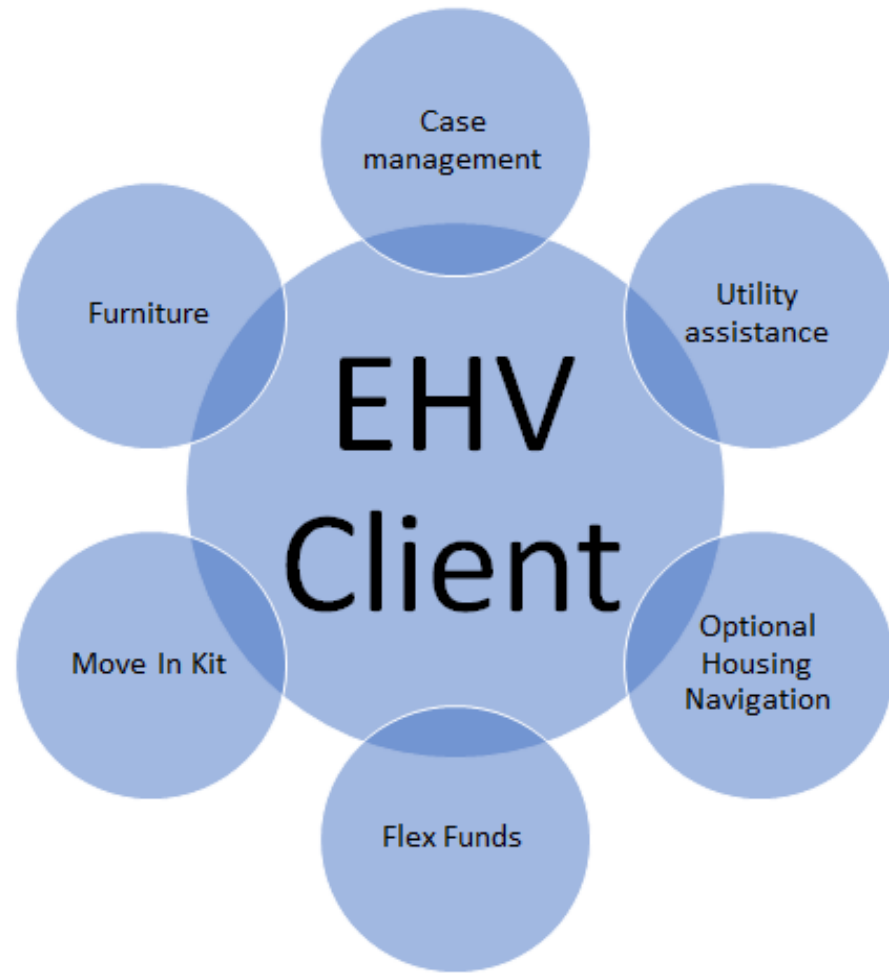 Case
management
Utility
assistance
Optional
Housing
Navigation
Flex Funds
Move In Kit
Furniture
EHV
Client